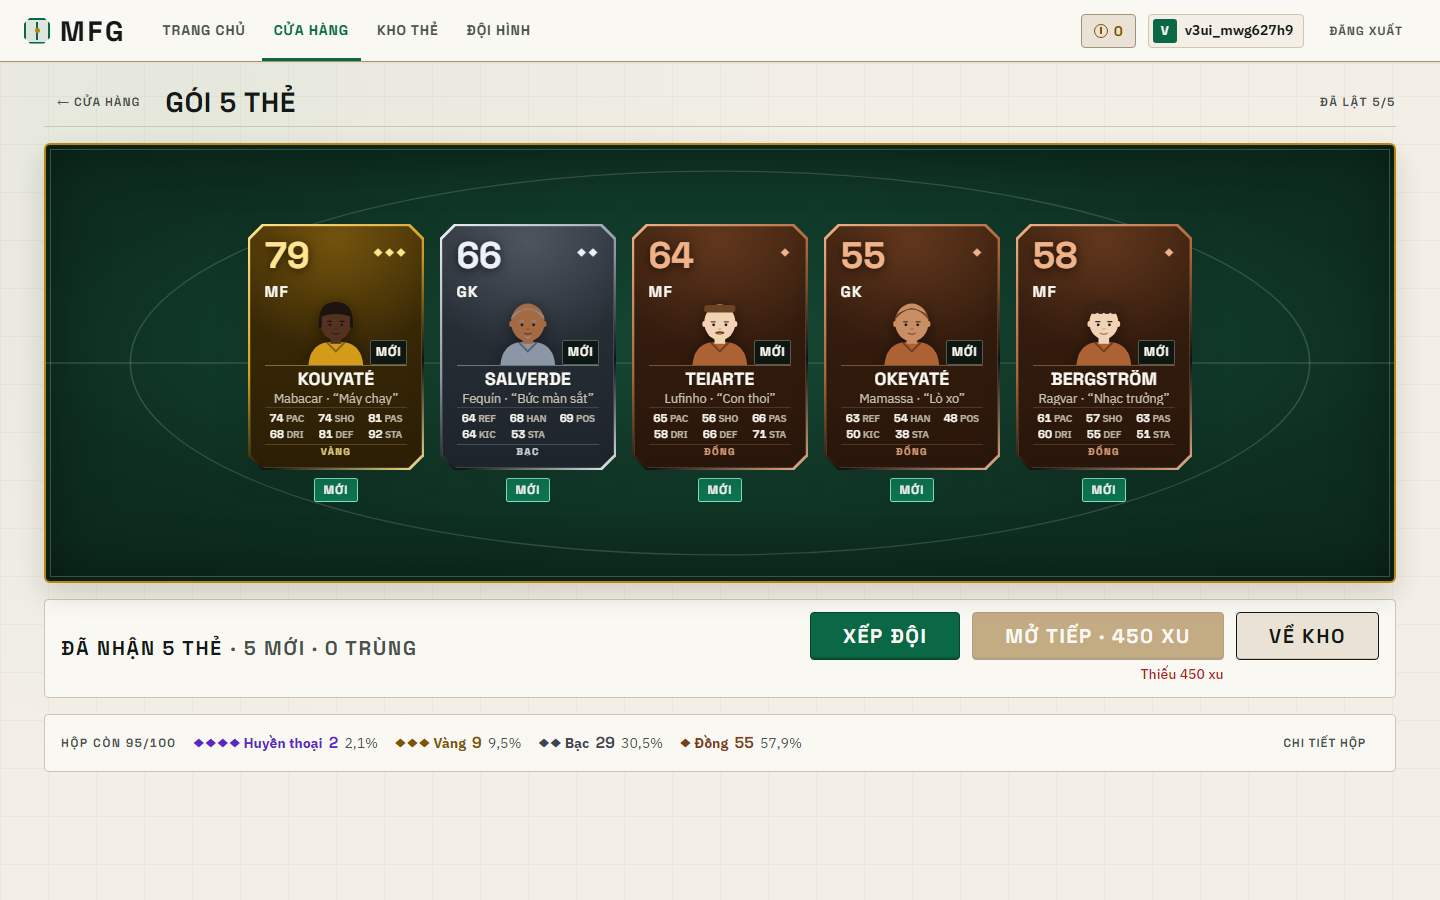 MFG
TRANG CHỦ
CỬA HÀNG
KHO THẺ
ĐỘI HÌNH
0
V
v3ui_mwg627h9
ĐĂNG XUẤT
← CỬA HÀNG
GÓI 5 THẺ
ĐÃ LẬT 5/5
79
MF
MỚI
KOUYATÉ
Mabacar · “Máy chạy”
74 PAC 74 SHO 81 PAS
68 DRI 81 DEF 92 STA
VÀNG
MỚI
66
GK
MỚI
SALVERDE
Fequín · “Bức màn sắt”
64 REF 68 HAN 69 POS
64 KIC 53 STA
BẠC
MỚI
64
MF
MỚI
TEIARTE
Lufinho · “Con thoi”
65 PAC 56 SHO 66 PAS
58 DRI 66 DEF 71 STA
ĐỒNG
MỚI
55
GK
MỚI
OKEYATÉ
Mamassa · “Lò xo”
63 REF 54 HAN 48 POS
50 KIC 38 STA
ĐỒNG
MỚI
58
MF
MỚI
BERGSTRÖM
Ragvar · “Nhạc trưởng”
61 PAC 57 SHO 63 PAS
60 DRI 55 DEF 51 STA
ĐỒNG
MỚI
ĐÃ NHẬN 5 THẺ · 5 MỚI · 0 TRÙNG
XẾP ĐỘI
MỞ TIẾP · 450 XU
VỀ KHO
Thiếu 450 xu
HỘP CÒN 95/100
Huyền thoại 2 2,1%
Vàng 9 9,5%
Bạc 29 30,5%
Đồng 55 57,9%
CHI TIẾT HỘP